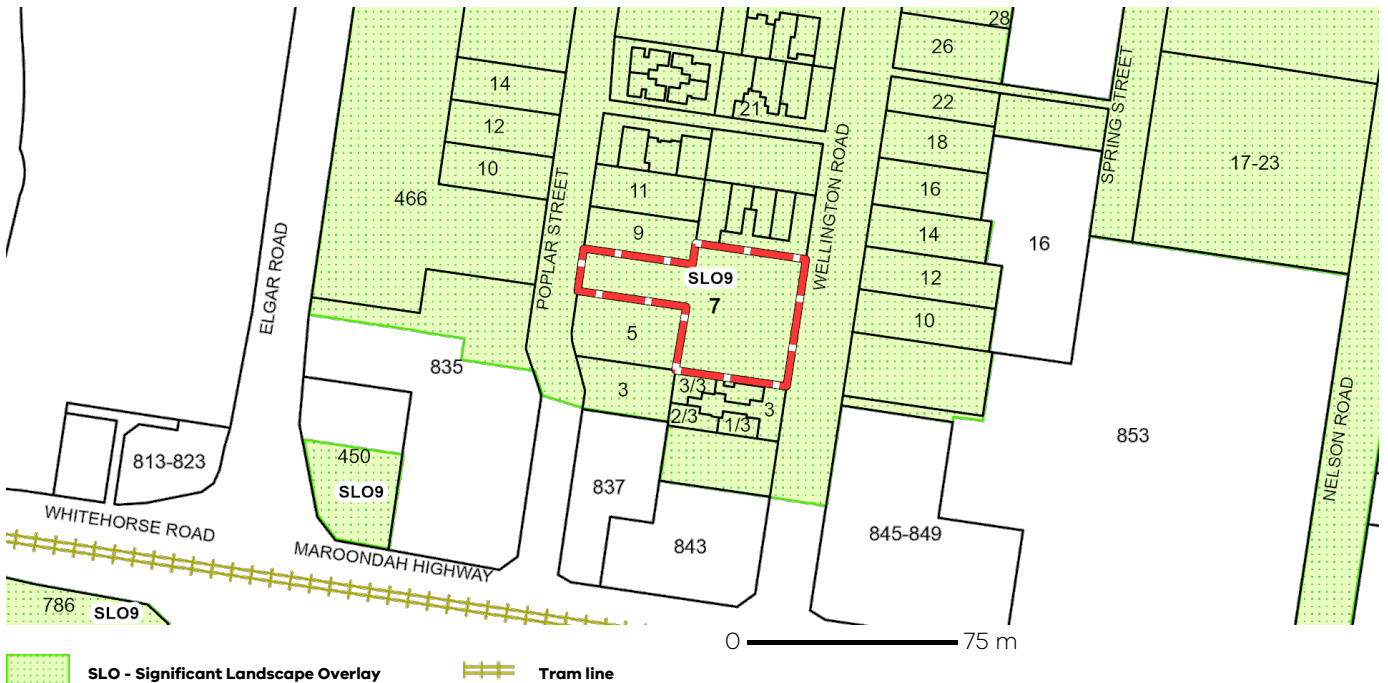 28
26
14
22
21
12
18
17-23
10
16
11
466
9
14
16
SLO9
12
7
10
5
835
3/3
3
3
2/3
1/3
853
450
813-823
SLO9
837
845-849
843
786
SLO9
ELGAR ROAD
POPLAR STREET
WELLINGTON ROAD
SPRING STREET
NELSON ROAD
WHITEHORSE ROAD
MAROONDAH HIGHWAY
0 75 m
SLO - Significant Landscape Overlay
Tram line